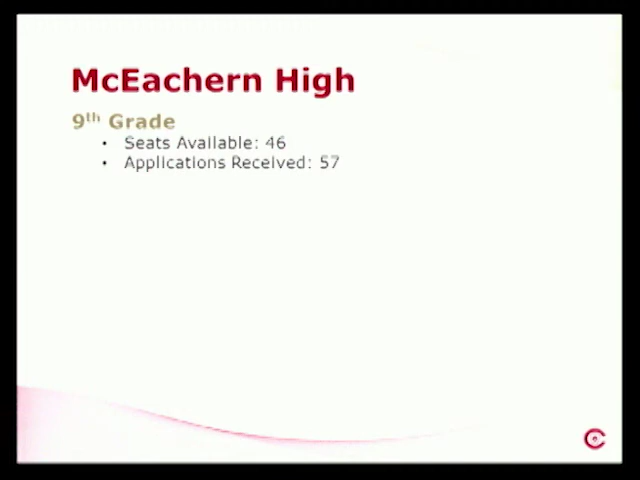 McEachern High
9th Grade
• Seats Available: 46
• Applications Received: 57